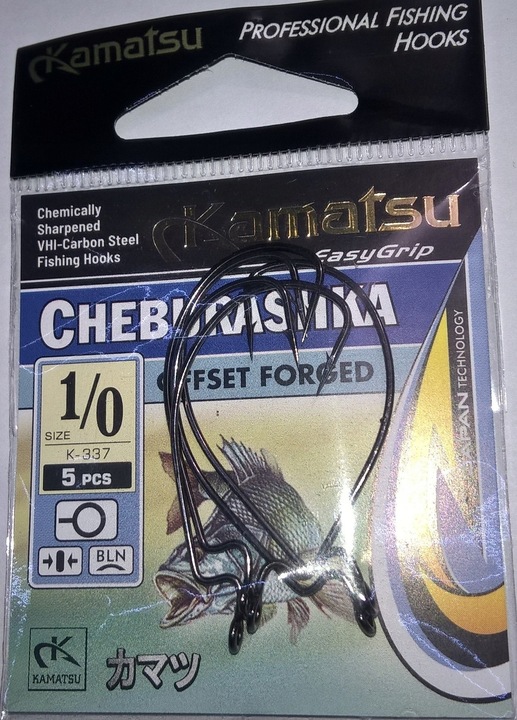 Kamatsu
PROFESSIONAL FISHING
HOOKS
Chemically
Sharpened
VHI-Carbon Steel
Fishing Hooks
Kamatsu
EasyGrip
CHEBURASHKA
OFFSET FORGED
1/0
SIZE
K-337
5 PCS
BLN
JAPAN TECHNOLOGY
KAMATSU
カマツ